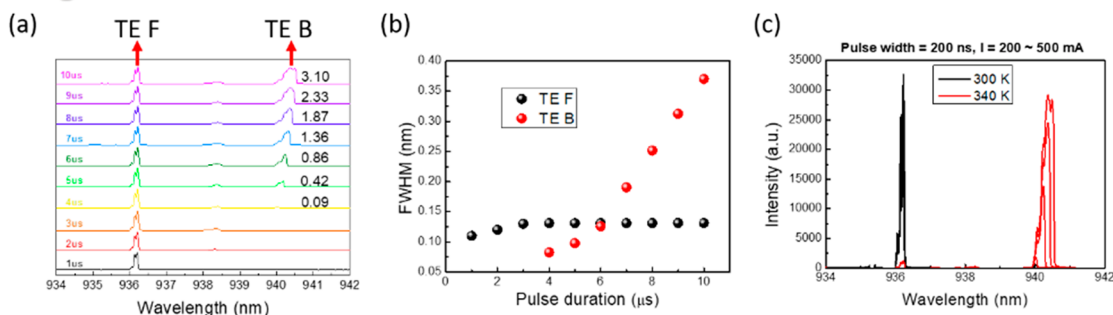 (a)
TE F
TE B
10us
9us
8us
7us
6us
5us
4us
3us
2us
1us
3.10
2.33
1.87
1.36
0.86
0.42
0.09
934 935 936 937 938 939 940 941 942
Wavelength (nm)
(b)
FWHM (nm)
0.40
0.35
0.30
0.25
0.20
0.15
0.10
0.05
TE F
TE B
0 2 4 6 8 10
Pulse duration (μs)
(c)
Pulse width = 200 ns, I = 200 ~ 500 mA
Intensity (a.u.)
35000
30000
25000
20000
15000
10000
5000
0
300 K
340 K
934 936 938 940 942
Wavelength (nm)